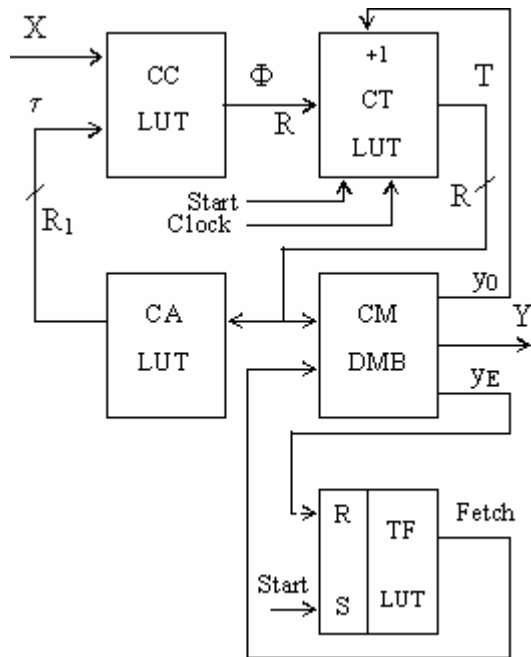 X
τ
CC
LUT
Φ
R
+1
CT
LUT
T
R
Start
Clock
R1
CA
LUT
CM
DMB
y0
Y
yE
R
S
TF
LUT
Fetch
Start